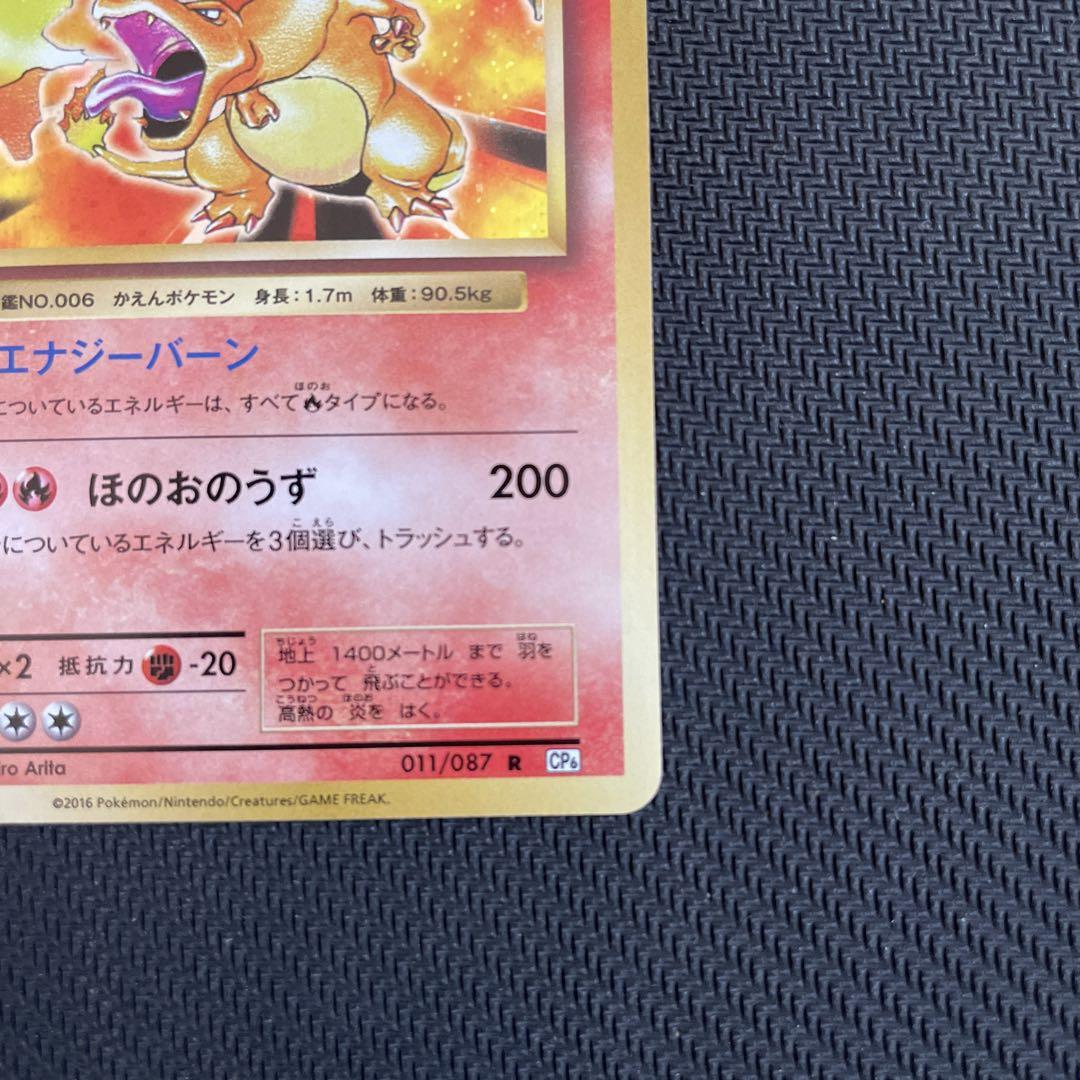 鑑NO.006 かえんポケモン 身長:1.7m 体重:90.5kg
エナジーバーン
ほのお
についているエネルギーは、すべてタイプになる。
ほのおのうず 200
こ えら
についているエネルギーを3個選び、トラッシュする。
×2 抵抗力 -20
ちじょう はね
地上 1400メートル まで 羽を
と
つかって 飛ぶことができる。
こうねつ ほのお
高熱の 炎を はく。
iro Arita 011/087 R CP6
©2016 Pokémon/Nintendo/Creatures/GAME FREAK.